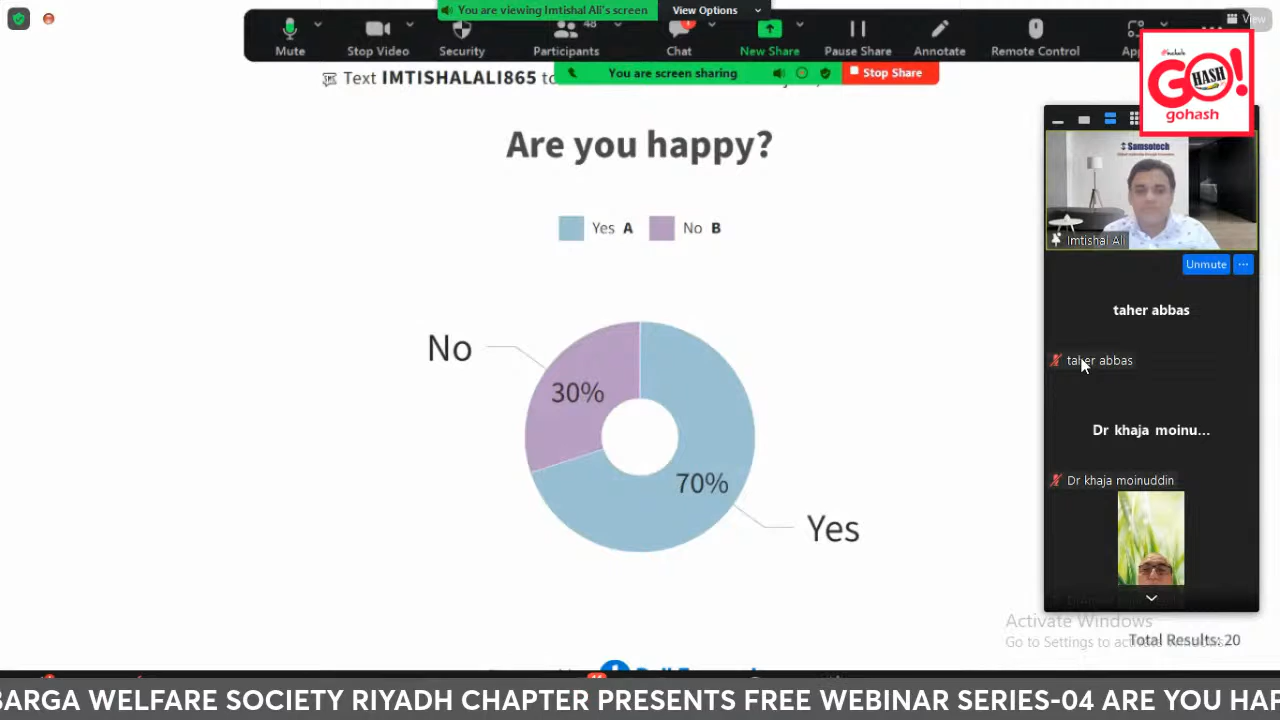 You are viewing Imtishal Ali's screen
View Options
View
Mute
Stop Video
Security
48
Participants
Chat
New Share
Pause Share
Annotate
Remote Control
You are screen sharing
Stop Share
Text IMTISHALALI865 to
GO!
HASH
gohash
Are you happy?
Yes A
No B
No
30%
70%
Yes
Samsotech
Imtishal Ali
Unmute
taher abbas
taher abbas
Dr khaja moinu...
Dr khaja moinuddin
Activate Windows
Go to Settings to activate Windows.
Total Results: 20
BARGA WELFARE SOCIETY RIYADH CHAPTER PRESENTS FREE WEBINAR SERIES-04 ARE YOU HAP